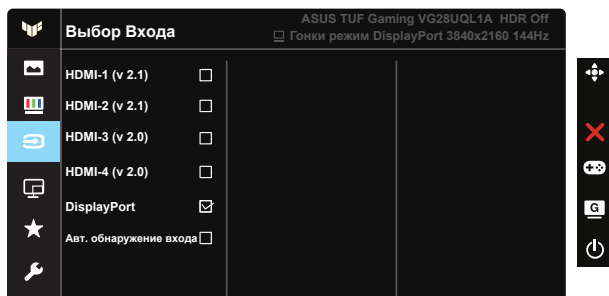 ASUS TUF Gaming VG28UQL1A HDR Off
Выбор Входа
Гонки режим DisplayPort 3840x2160 144Hz
HDMI-1 (v 2.1)
HDMI-2 (v 2.1)
HDMI-3 (v 2.0)
HDMI-4 (v 2.0)
DisplayPort
Авт. обнаружение входа
G